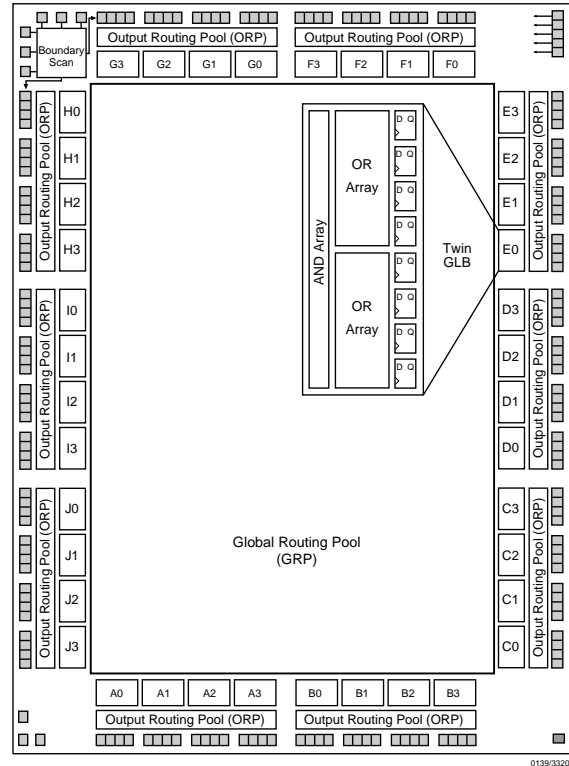 Boundary
Scan
Output Routing Pool (ORP)
Output Routing Pool (ORP)
G3 G2 G1 G0 F3 F2 F1 F0
Output Routing Pool (ORP)
H0
H1
H2
H3
Output Routing Pool (ORP)
I0
I1
I2
I3
Output Routing Pool (ORP)
J0
J1
J2
J3
AND Array
OR
Array
OR
Array
D Q
D Q
D Q
D Q
D Q
D Q
D Q
D Q
Twin
GLB
Global Routing Pool
(GRP)
E3
E2
E1
E0
Output Routing Pool (ORP)
D3
D2
D1
D0
Output Routing Pool (ORP)
C3
C2
C1
C0
Output Routing Pool (ORP)
A0 A1 A2 A3 B0 B1 B2 B3
Output Routing Pool (ORP)
Output Routing Pool (ORP)
0139/3320